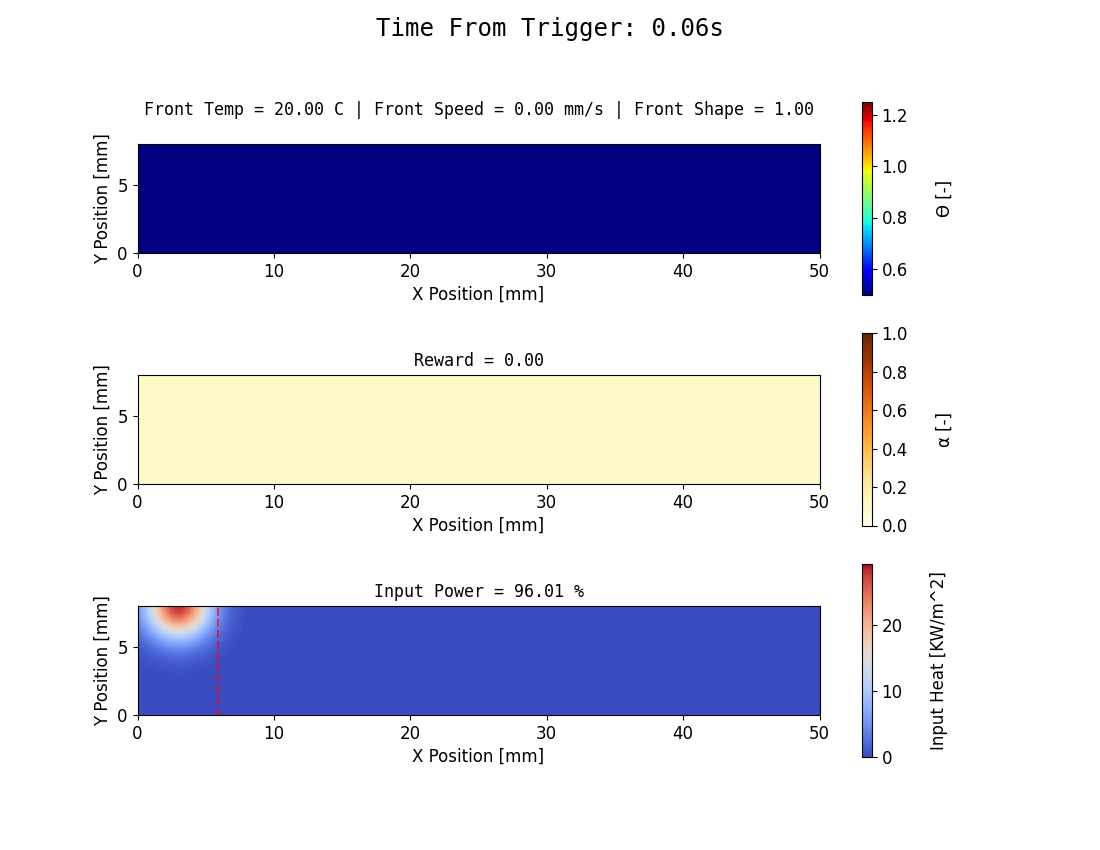 Time From Trigger: 0.06s
Front Temp = 20.00 C | Front Speed = 0.00 mm/s | Front Shape = 1.00
Y Position [mm]
5
0
0 10 20 30 40 50
X Position [mm]
1.2
1.0
0.8
0.6
Θ [-]
Reward = 0.00
Y Position [mm]
5
0
0 10 20 30 40 50
X Position [mm]
1.0
0.8
0.6
0.4
0.2
0.0
α [-]
Input Power = 96.01 %
Y Position [mm]
5
0
0 10 20 30 40 50
X Position [mm]
20
10
0
Input Heat [KW/m^2]